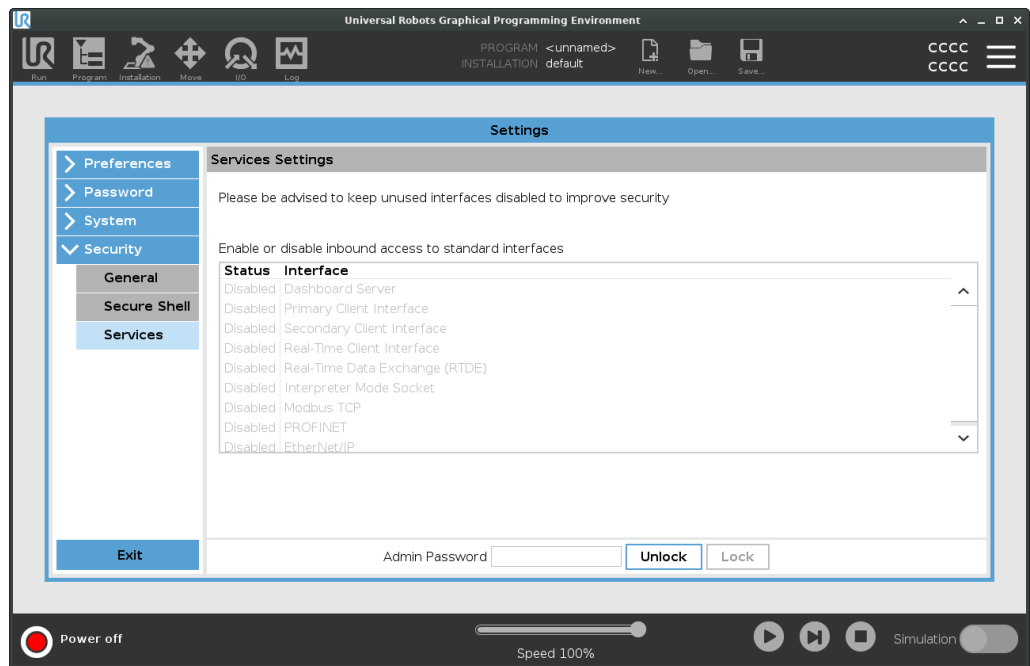 UR
Universal Robots Graphical Programming Environment
UR
Run
Program
Installation
Move
I/O
Log
PROGRAM <unnamed>
INSTALLATION default
New...
Open...
Save...
CCCC
CCCC
Settings
Preferences
Password
System
Security
General
Secure Shell
Services
Exit
Services Settings
Please be advised to keep unused interfaces disabled to improve security
Enable or disable inbound access to standard interfaces
Status Interface
Disabled Dashboard Server
Disabled Primary Client Interface
Disabled Secondary Client Interface
Disabled Real-Time Client Interface
Disabled Real-Time Data Exchange (RTDE)
Disabled Interpreter Mode Socket
Disabled Modbus TCP
Disabled PROFINET
Disabled EtherNet/IP
Admin Password Unlock Lock
Power off
Speed 100%
Simulation